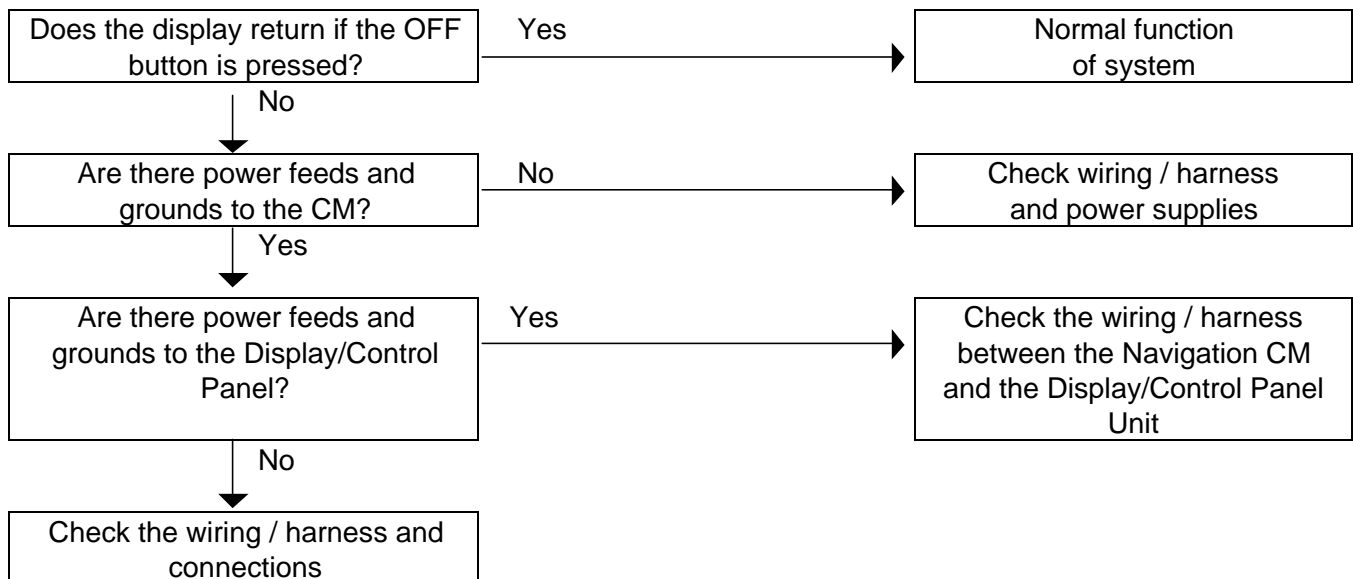 Does the display return if the OFF
button is pressed?
Yes
Normal function
of system
No
Are there power feeds and
grounds to the CM?
No
Check wiring / harness
and power supplies
Yes
Are there power feeds and
grounds to the Display/Control
Panel?
Yes
Check the wiring / harness
between the Navigation CM
and the Display/Control Panel
Unit
No
Check the wiring / harness and
connections